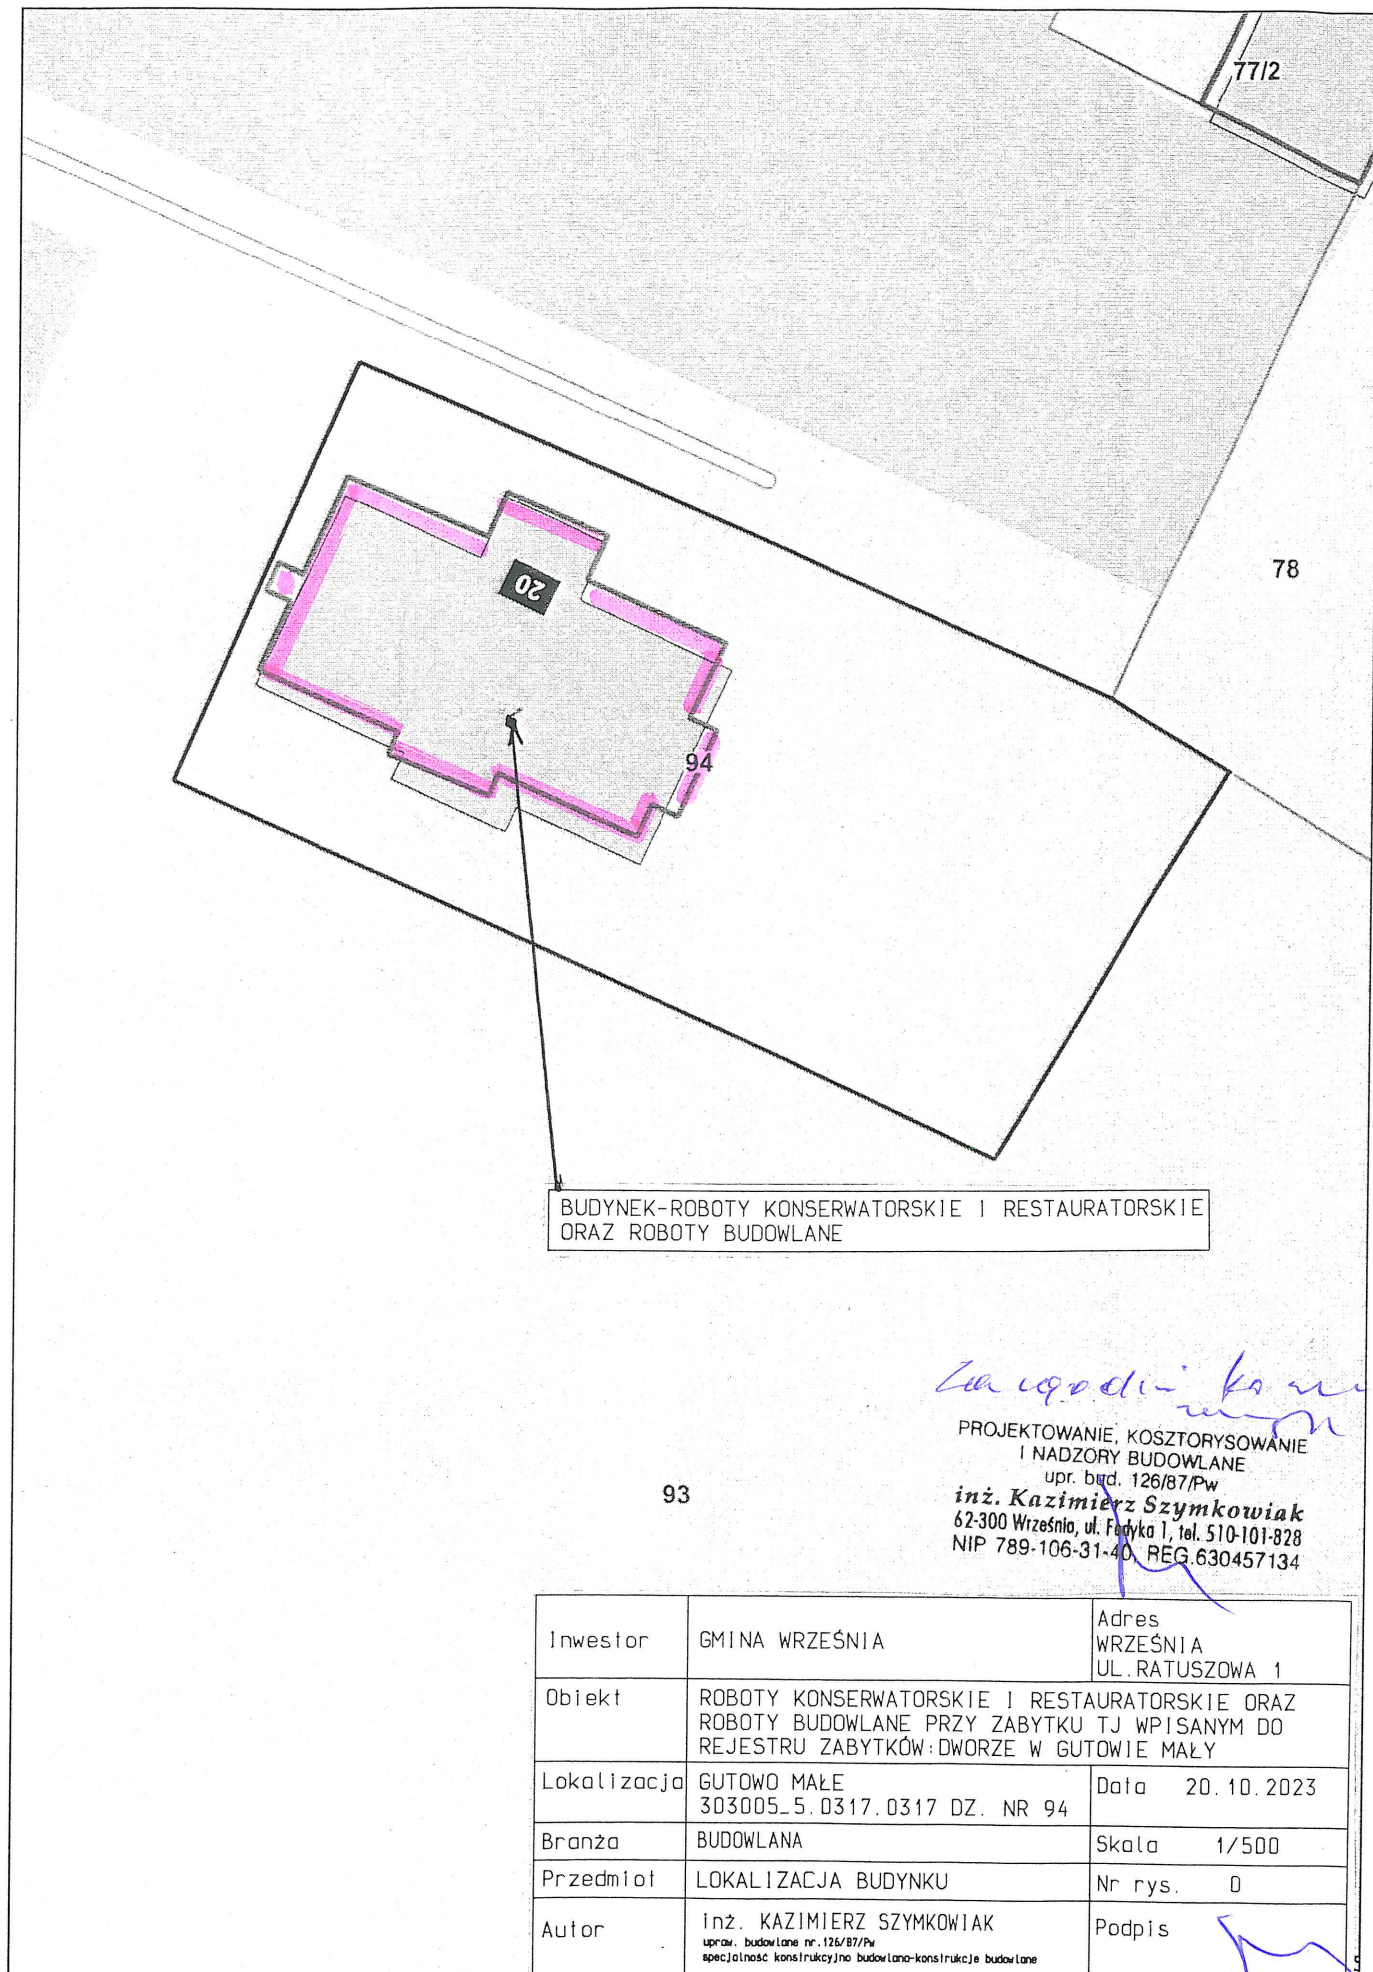 77/2
78
20
94
BUDYNEK-ROBOTY KONSERWATORSKIE I RESTAURATORSKIE
ORAZ ROBOTY BUDOWLANE
93
PROJEKTOWANIE, KOSZTORYSOWANIE
I NADZORY BUDOWLANE
upr. bud. 126/87/Pw
inż. Kazimierz Szymkowiak
62-300 Września, ul. Fedyka 1, tel. 510-101-828
NIP 789-106-31-40, REG.630457134
Inwestor GMINA WRZEŚNIA Adres
WRZEŚNIA
UL.RATUSZOWA 1
Obiekt ROBOTY KONSERWATORSKIE I RESTAURATORSKIE ORAZ
ROBOTY BUDOWLANE PRZY ZABYTKU TJ WPISANYM DO
REJESTRU ZABYTKÓW:DWORZE W GUTOWIE MAŁY
Lokalizacja GUTOWO MAŁE Data 20.10.2023
303005_5.0317.0317 DZ. NR 94
Branża BUDOWLANA Skala 1/500
Przedmiot LOKALIZACJA BUDYNKU Nr rys. 0
Autor inż. KAZIMIERZ SZYMKOWIAK Podpis
upraw. budowlane nr.126/87/Pw
specjalność konstrukcyjno budowlana-konstrukcje budowlane